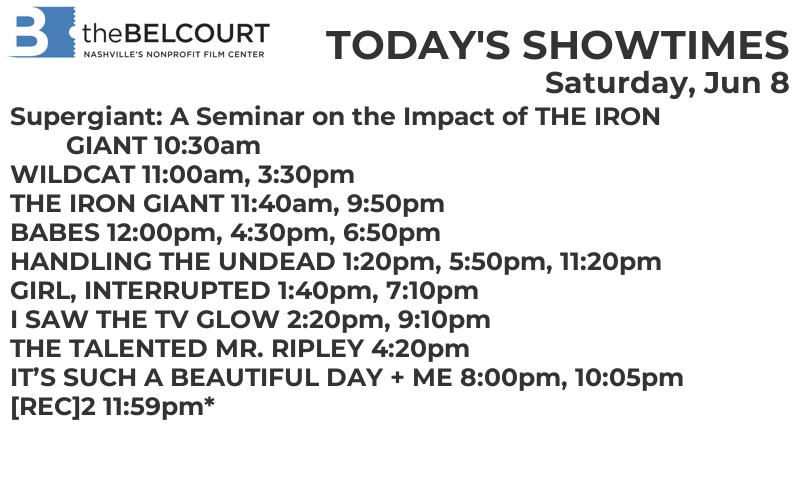 B theBELCOURT
NASHVILLE'S NONPROFIT FILM CENTER
TODAY'S SHOWTIMES
Saturday, Jun 8
Supergiant: A Seminar on the Impact of THE IRON
GIANT 10:30am
WILDCAT 11:00am, 3:30pm
THE IRON GIANT 11:40am, 9:50pm
BABES 12:00pm, 4:30pm, 6:50pm
HANDLING THE UNDEAD 1:20pm, 5:50pm, 11:20pm
GIRL, INTERRUPTED 1:40pm, 7:10pm
I SAW THE TV GLOW 2:20pm, 9:10pm
THE TALENTED MR. RIPLEY 4:20pm
IT’S SUCH A BEAUTIFUL DAY + ME 8:00pm, 10:05pm
[REC]2 11:59pm*